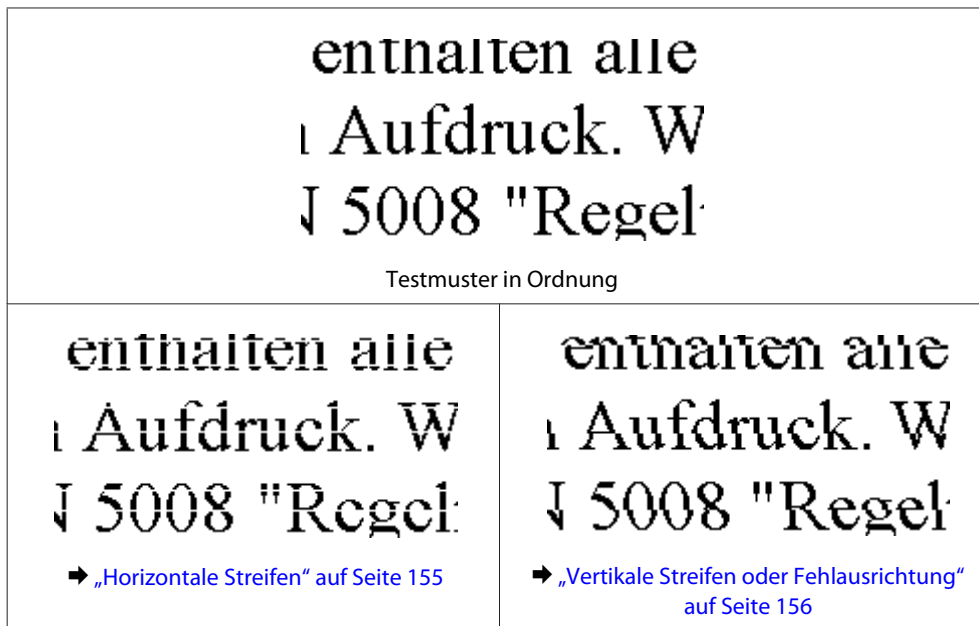 enthalten alle
Aufdruck. W
5008 "Regel
Testmuster in Ordnung
enthalten alle
Aufdruck. W
5008 "Regel
➡ „Horizontale Streifen“ auf Seite 155
enthalten alle
Aufdruck. W
5008 "Regel
➡ „Vertikale Streifen oder Fehlausrichtung“
auf Seite 156